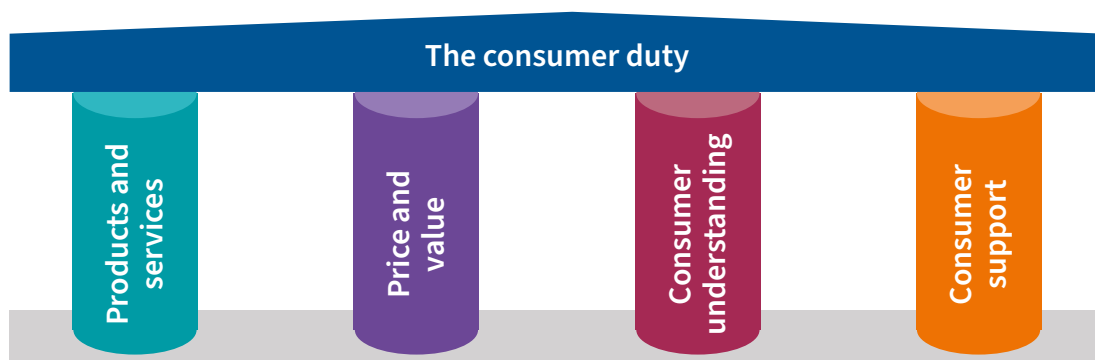 The consumer duty
Products and
services
Price and
value
Consumer
understanding
Consumer
support